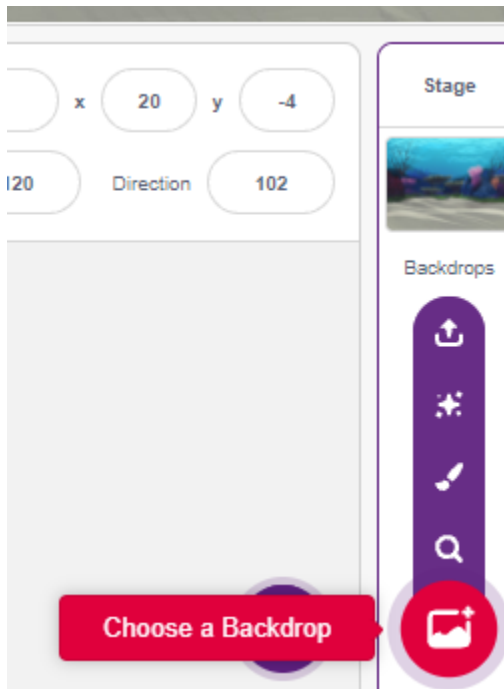 x 20 y -4
Stage
120 Direction 102
Backdrops
Choose a Backdrop